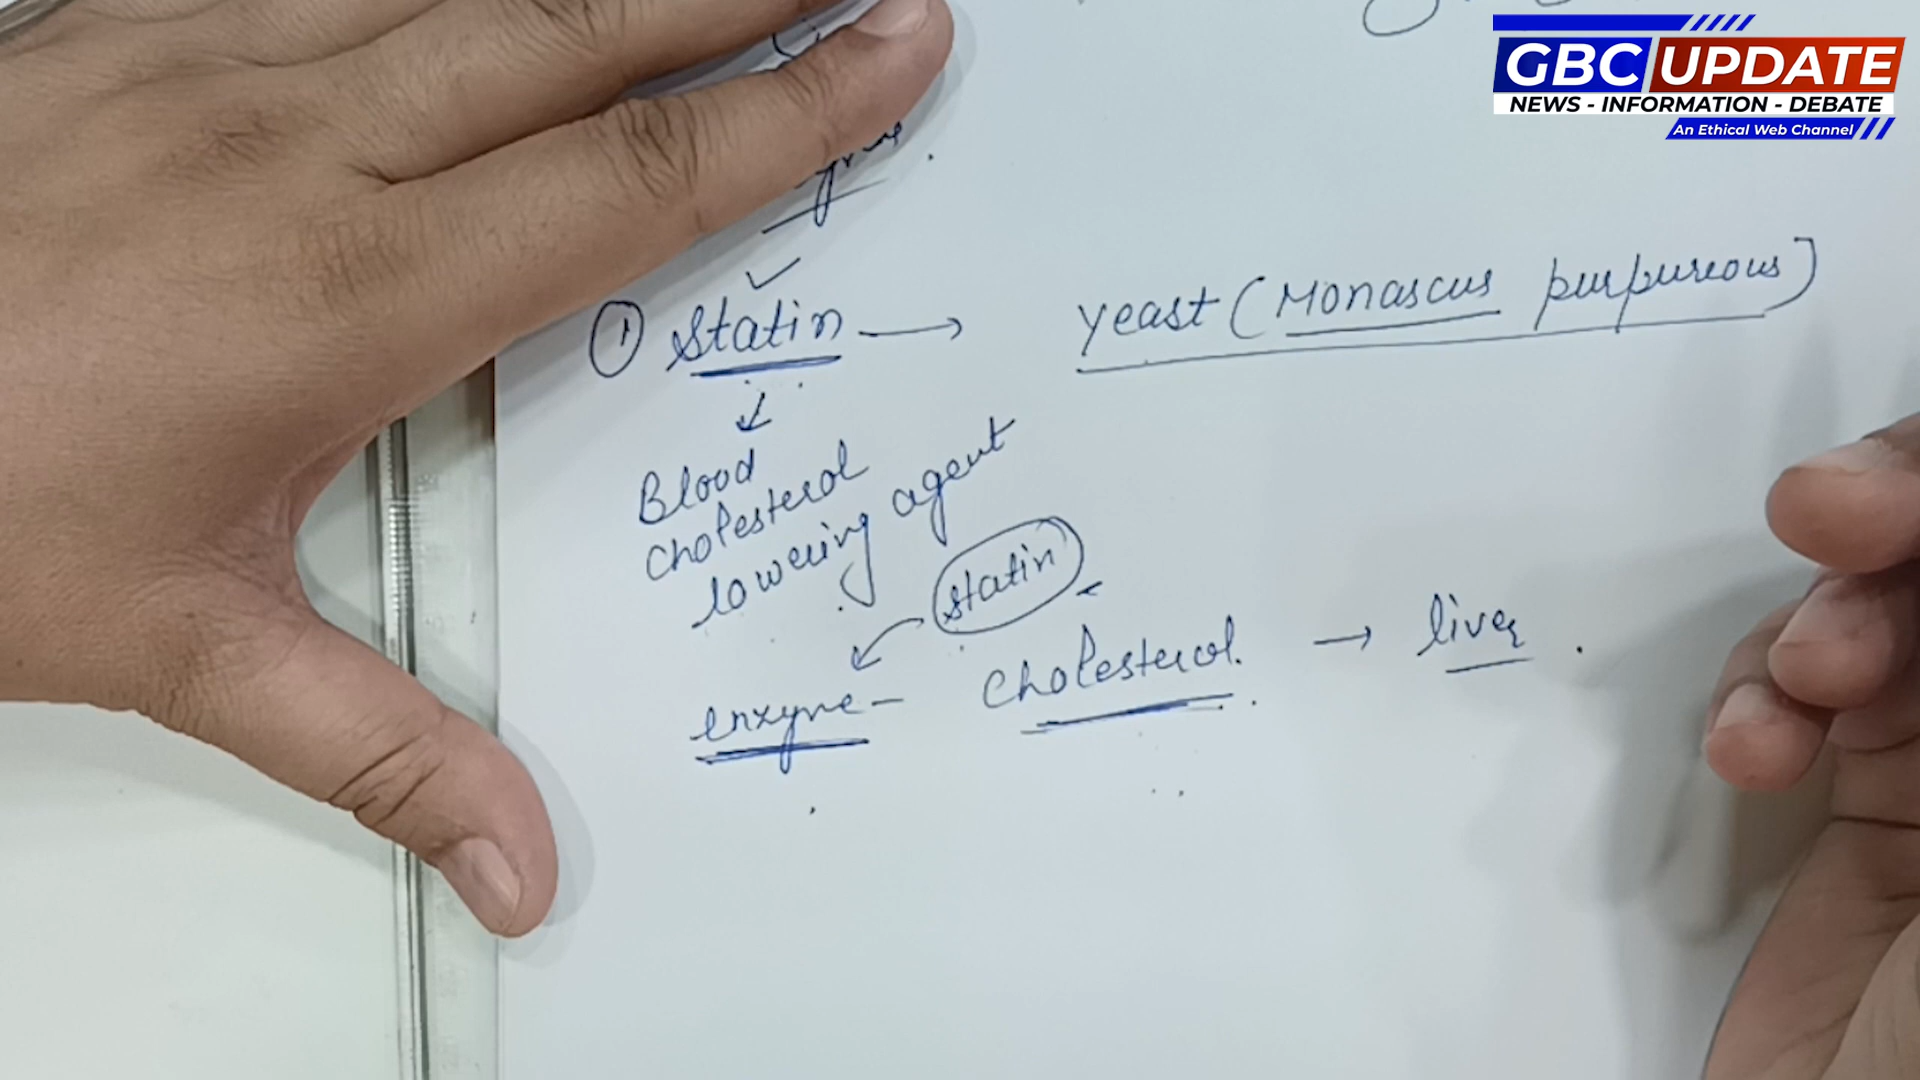 GBC UPDATE
NEWS - INFORMATION - DEBATE
An Ethical Web Channel
① Statin → yeast (Monascus purpureous)
↓
Blood
cholesterol
lowering agent
statin
enzyme - cholesterol. → liver.